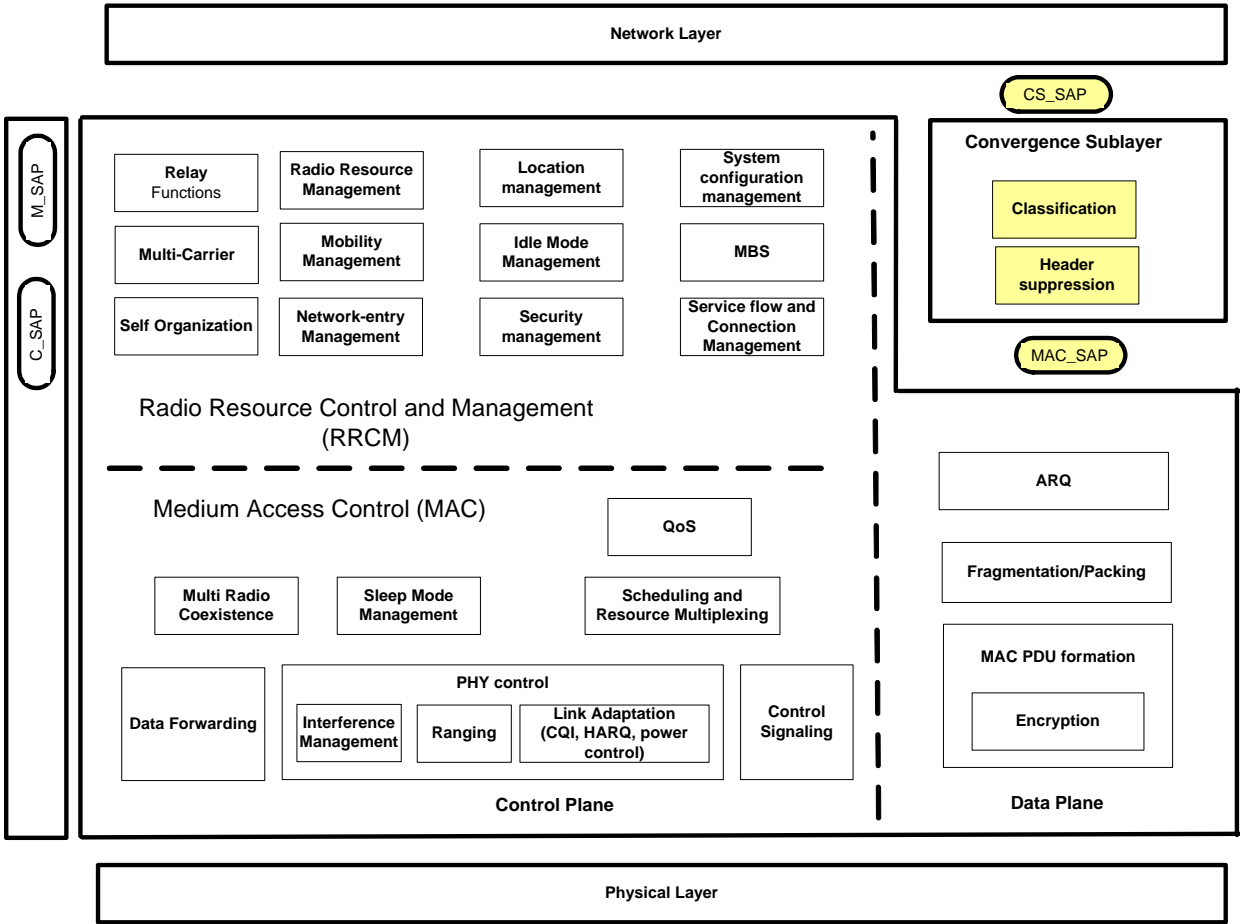 Network Layer
CS_SAP
M_SAP
C_SAP
Relay
Functions
Radio Resource
Management
Location
management
System
configuration
management
Multi-Carrier
Mobility
Management
Idle Mode
Management
MBS
Self Organization
Network-entry
Management
Security
management
Service flow and
Connection
Management
Convergence Sublayer
Classification
Header
suppression
MAC_SAP
Radio Resource Control and Management
(RRCM)
Medium Access Control (MAC)
QoS
Multi Radio
Coexistence
Sleep Mode
Management
Scheduling and
Resource Multiplexing
Data Forwarding
PHY control
Interference
Management
Ranging
Link Adaptation
(CQI, HARQ, power
control)
Control
Signaling
Control Plane
ARQ
Fragmentation/Packing
MAC PDU formation
Encryption
Data Plane
Physical Layer